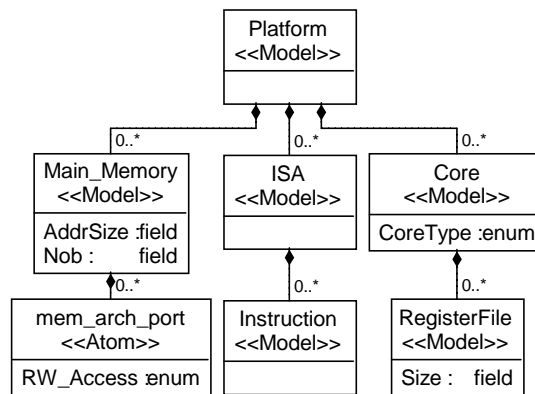 Platform
<<Model>>
0..* 0..* 0..*
Main_Memory
<<Model>>
AddrSize :field
Nob : field
ISA
<<Model>>
Core
<<Model>>
CoreType :enum
0..* 0..* 0..*
mem_arch_port
<<Atom>>
RW_Access :enum
Instruction
<<Model>>
RegisterFile
<<Model>>
Size : field